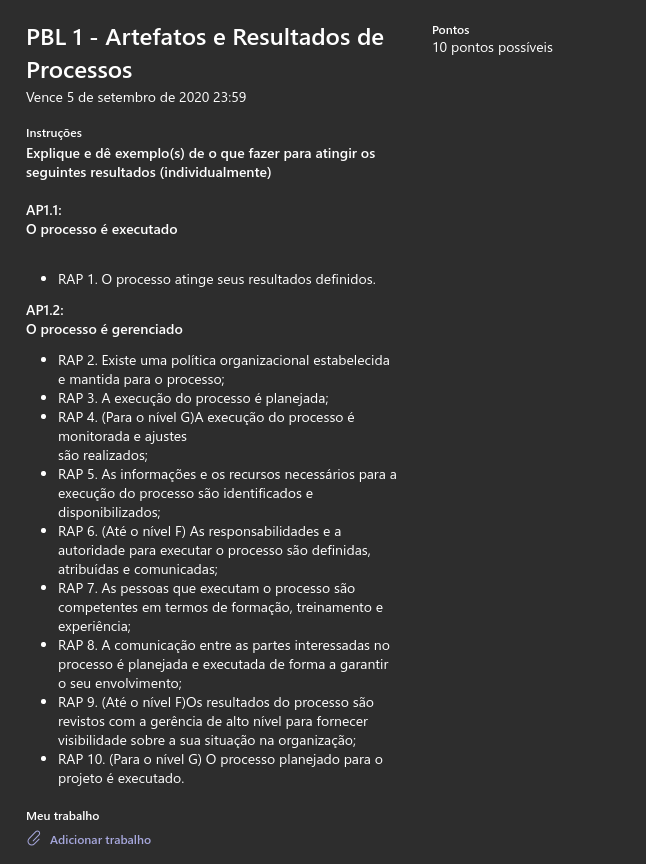 PBL 1 - Artefatos e Resultados de
Processos
Vence 5 de setembro de 2020 23:59
Pontos
10 pontos possíveis
Instruções
Explique e dê exemplo(s) de o que fazer para atingir os
seguintes resultados (individualmente)
AP1.1:
O processo é executado
• RAP 1. O processo atinge seus resultados definidos.
AP1.2:
O processo é gerenciado
• RAP 2. Existe uma política organizacional estabelecida
e mantida para o processo;
• RAP 3. A execução do processo é planejada;
• RAP 4. (Para o nível G)A execução do processo é
monitorada e ajustes
são realizados;
• RAP 5. As informações e os recursos necessários para a
execução do processo são identificados e
disponibilizados;
• RAP 6. (Até o nível F) As responsabilidades e a
autoridade para executar o processo são definidas,
atribuídas e comunicadas;
• RAP 7. As pessoas que executam o processo são
competentes em termos de formação, treinamento e
experiência;
• RAP 8. A comunicação entre as partes interessadas no
processo é planejada e executada de forma a garantir
o seu envolvimento;
• RAP 9. (Até o nível F)Os resultados do processo são
revistos com a gerência de alto nível para fornecer
visibilidade sobre a sua situação na organização;
• RAP 10. (Para o nível G) O processo planejado para o
projeto é executado.
Meu trabalho
Adicionar trabalho